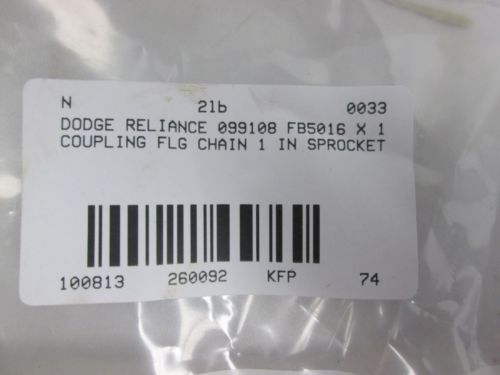 N 21b 0033
DODGE RELIANCE 099108 FB5016 X 1
COUPLING FLG CHAIN 1 IN SPROCKET
100813 260092 KFP 74